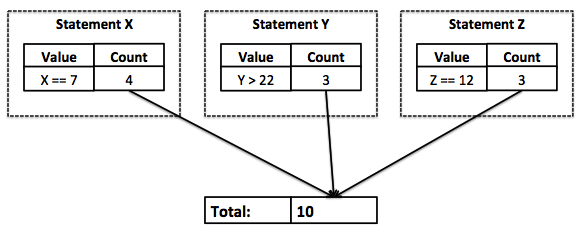 Statement X Statement Y Statement Z
Value Count Value Count Value Count
X == 7 4 Y > 22 3 Z == 12 3
Total: 10